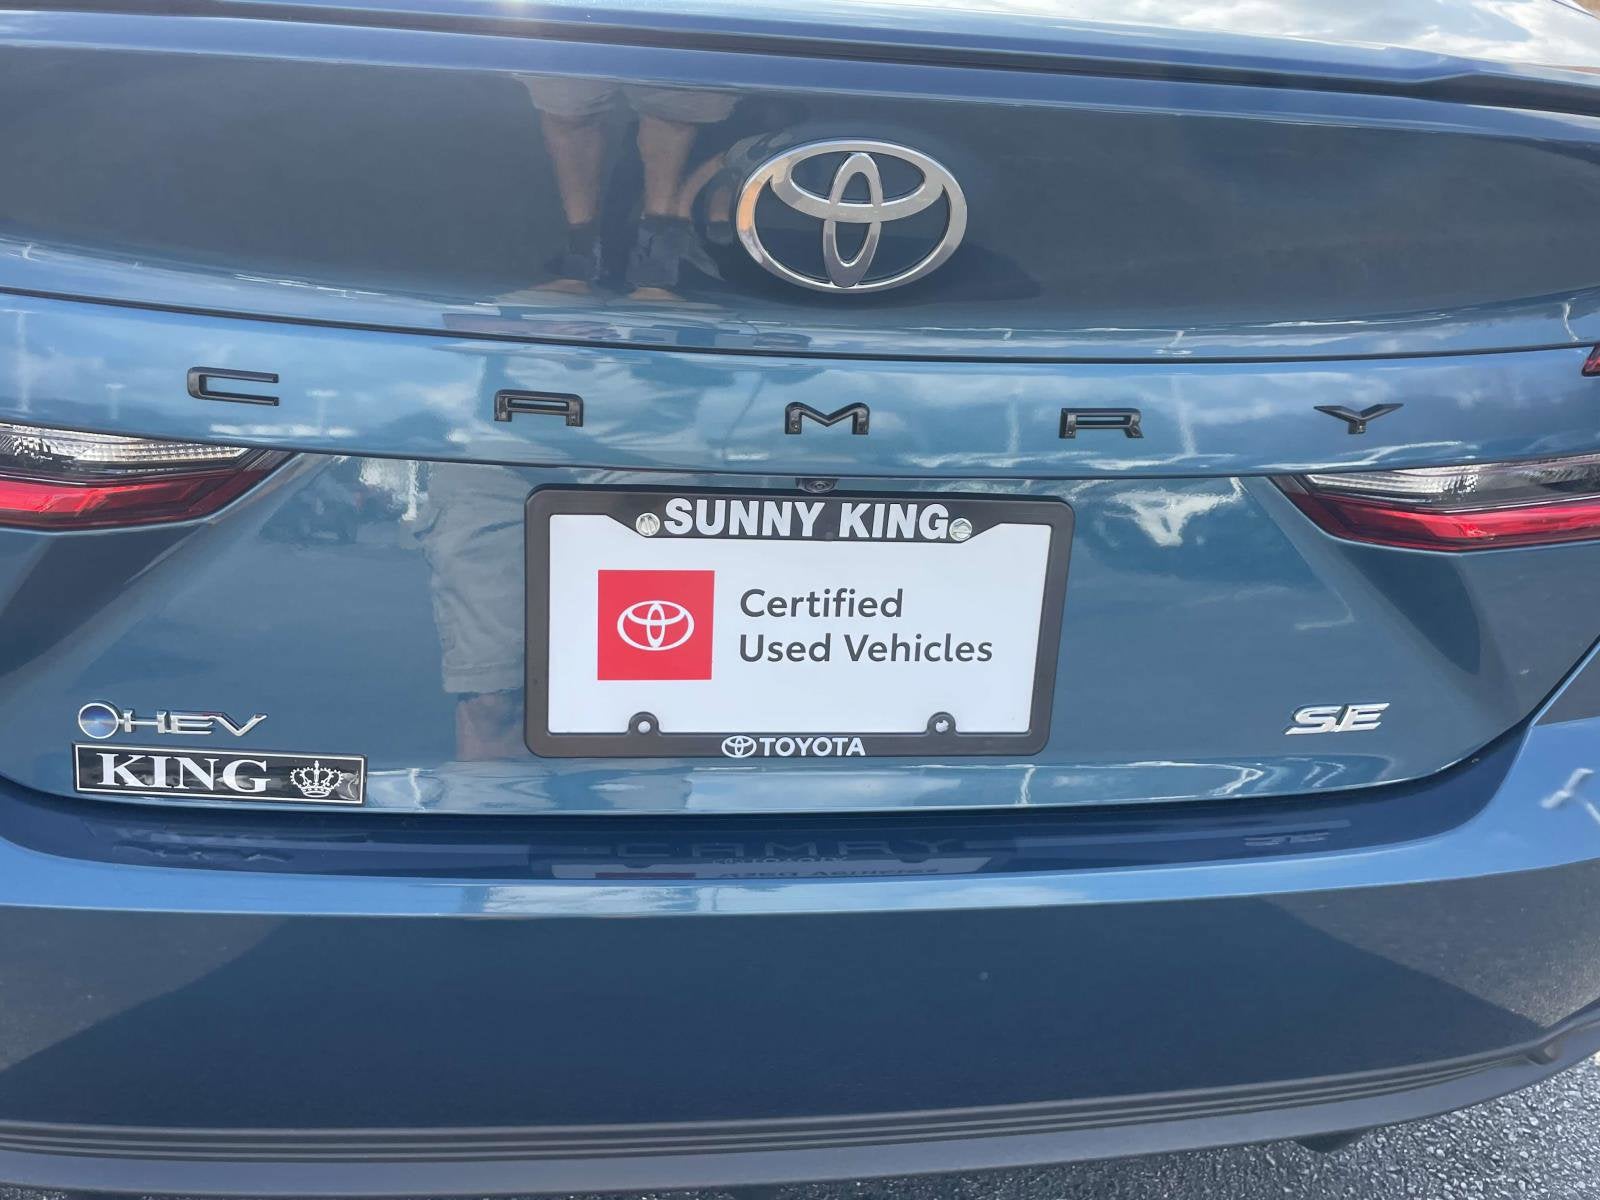 CAMRY
SUNNY KING
Certified
Used Vehicles
HEV
SE
TOYOTA
KING